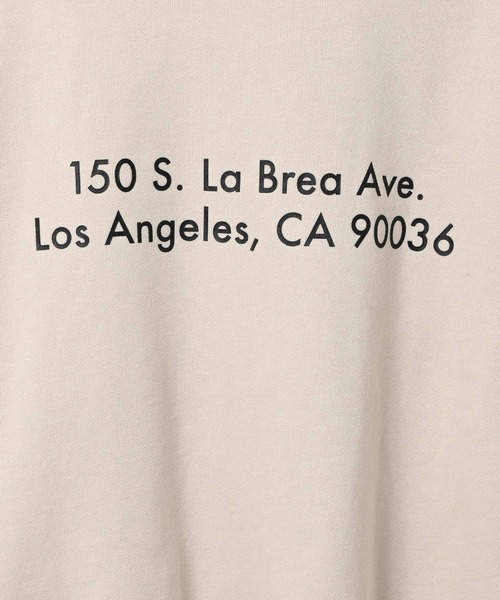 150 S. La Brea Ave.
Los Angeles, CA 90036